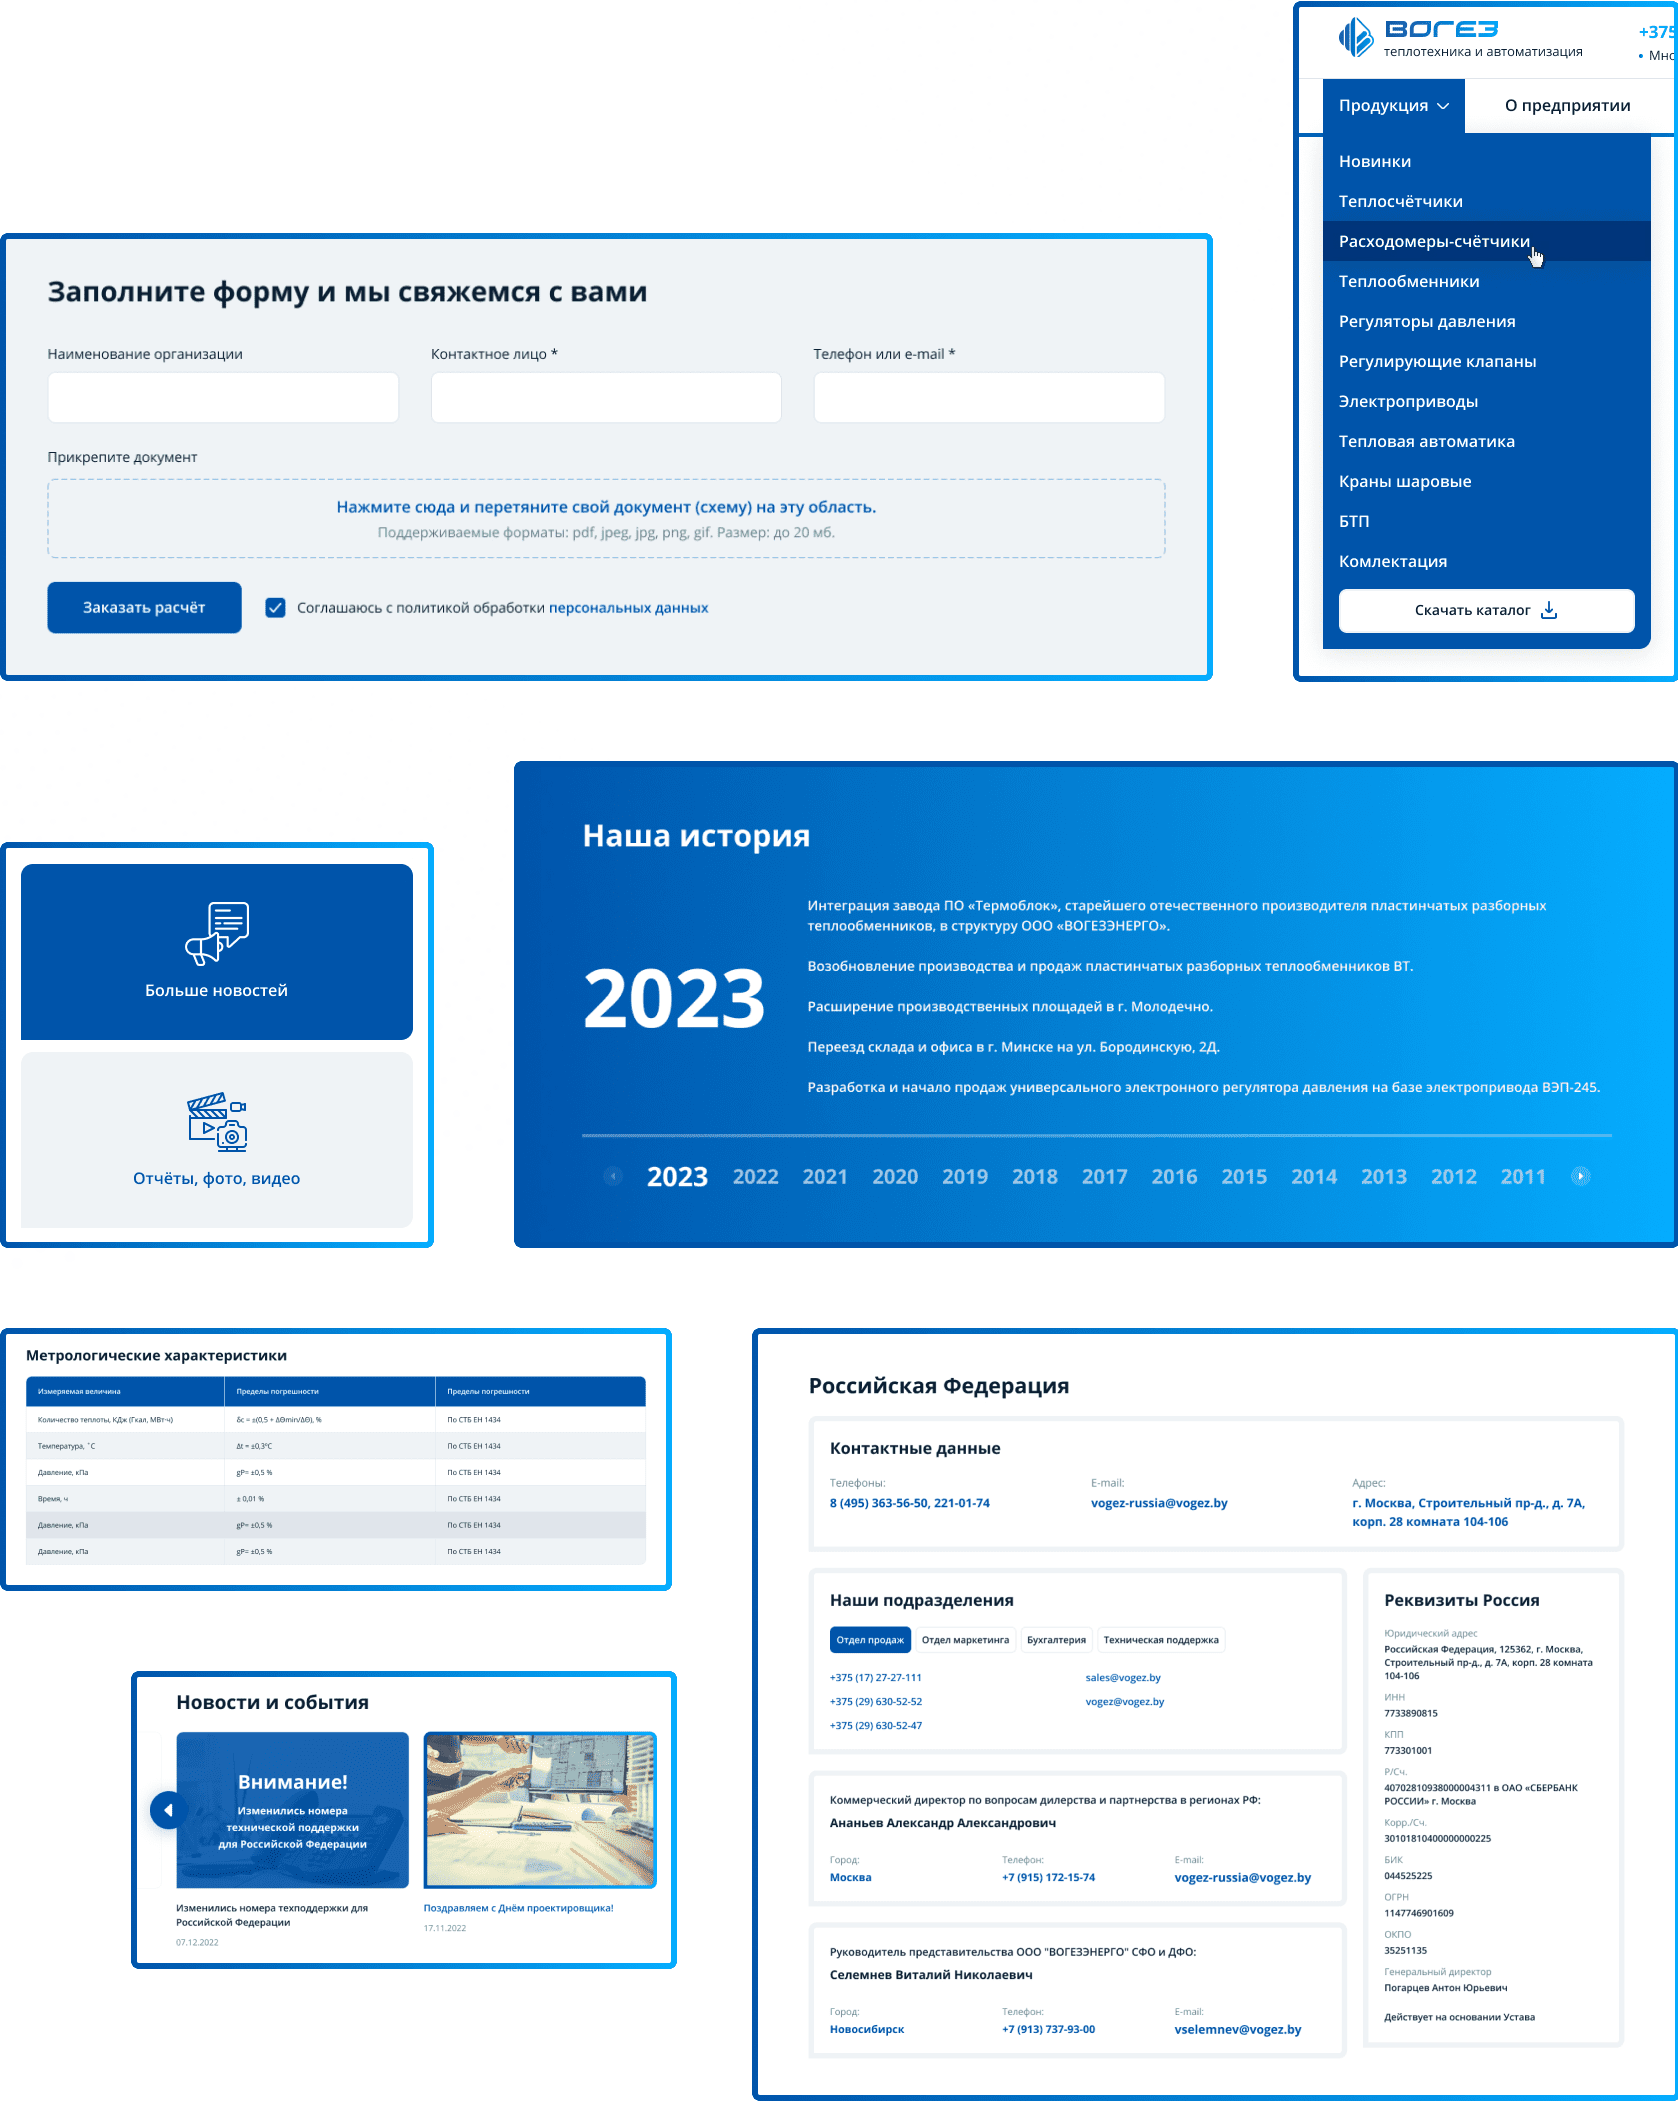 ВОГЕЗ
теплотехника и автоматизация
+375
• Мно
Продукция
О предприятии
Новинки
Теплосчётчики
Расходомеры-счётчики
Теплообменники
Регуляторы давления
Регулирующие клапаны
Электроприводы
Тепловая автоматика
Краны шаровые
БТП
Комлектация
Скачать каталог
Заполните форму и мы свяжемся с вами
Наименование организации
Контактное лицо *
Телефон или e-mail *
Прикрепите документ
Нажмите сюда и перетяните свой документ (схему) на эту область.
Поддерживаемые форматы: pdf, jpeg, jpg, png, gif. Размер: до 20 мб.
Заказать расчёт
Соглашаюсь с политикой обработки персональных данных
Больше новостей
Отчёты, фото, видео
Наша история
2023
Интеграция завода ПО «Термоблок», старейшего отечественного производителя пластинчатых разборных
теплообменников, в структуру ООО «ВОГЕЗЭНЕРГО».
Возобновление производства и продаж пластинчатых разборных теплообменников ВТ.
Расширение производственных площадей в г. Молодечно.
Переезд склада и офиса в г. Минске на ул. Бородинскую, 2Д.
Разработка и начало продаж универсального электронного регулятора давления на базе электропривода ВЭП-245.
2023 2022 2021 2020 2019 2018 2017 2016 2015 2014 2013 2012 2011
Метрологические характеристики
Измеряемая величина Пределы погрешности Пределы погрешности
Количество теплоты, КДж (Гкал, МВт·ч) δc = ±(0,5 + ΔΘmin/ΔΘ), % По СТБ ЕН 1434
Температура, ˚С Δt = ±0,3°C По СТБ ЕН 1434
Давление, кПа gP= ±0,5 % По СТБ ЕН 1434
Время, ч ± 0,01 % По СТБ ЕН 1434
Давление, кПа gP= ±0,5 % По СТБ ЕН 1434
Давление, кПа gP= ±0,5 % По СТБ ЕН 1434
Новости и события
Внимание!
Изменились номера
технической поддержки
для Российской Федерации
Изменились номера техподдержки для
Российской Федерации
07.12.2022
Поздравляем с Днём проектировщика!
17.11.2022
Российская Федерация
Контактные данные
Телефоны:
8 (495) 363-56-50, 221-01-74
E-mail:
vogez-russia@vogez.by
Адрес:
г. Москва, Строительный пр-д., д. 7А,
корп. 28 комната 104-106
Наши подразделения
Отдел продаж
Отдел маркетинга
Бухгалтерия
Техническая поддержка
+375 (17) 27-27-111
+375 (29) 630-52-52
+375 (29) 630-52-47
sales@vogez.by
vogez@vogez.by
Коммерческий директор по вопросам дилерства и партнерства в регионах РФ:
Ананьев Александр Александрович
Город:
Москва
Телефон:
+7 (915) 172-15-74
E-mail:
vogez-russia@vogez.by
Руководитель представительства ООО "ВОГЕЗЭНЕРГО" СФО и ДФО:
Селемнев Виталий Николаевич
Город:
Новосибирск
Телефон:
+7 (913) 737-93-00
E-mail:
vselemnev@vogez.by
Реквизиты Россия
Юридический адрес
Российская Федерация, 125362, г. Москва,
Строительный пр-д., д. 7А, корп. 28 комната
104-106
ИНН
7733890815
КПП
773301001
Р/Сч.
40702810938000004311 в ОАО «СБЕРБАНК
РОССИИ» г. Москва
Корр./Сч.
30101810400000000225
БИК
044525225
ОГРН
1147746901609
ОКПО
35251135
Генеральный директор
Погарцев Антон Юрьевич
Действует на основании Устава